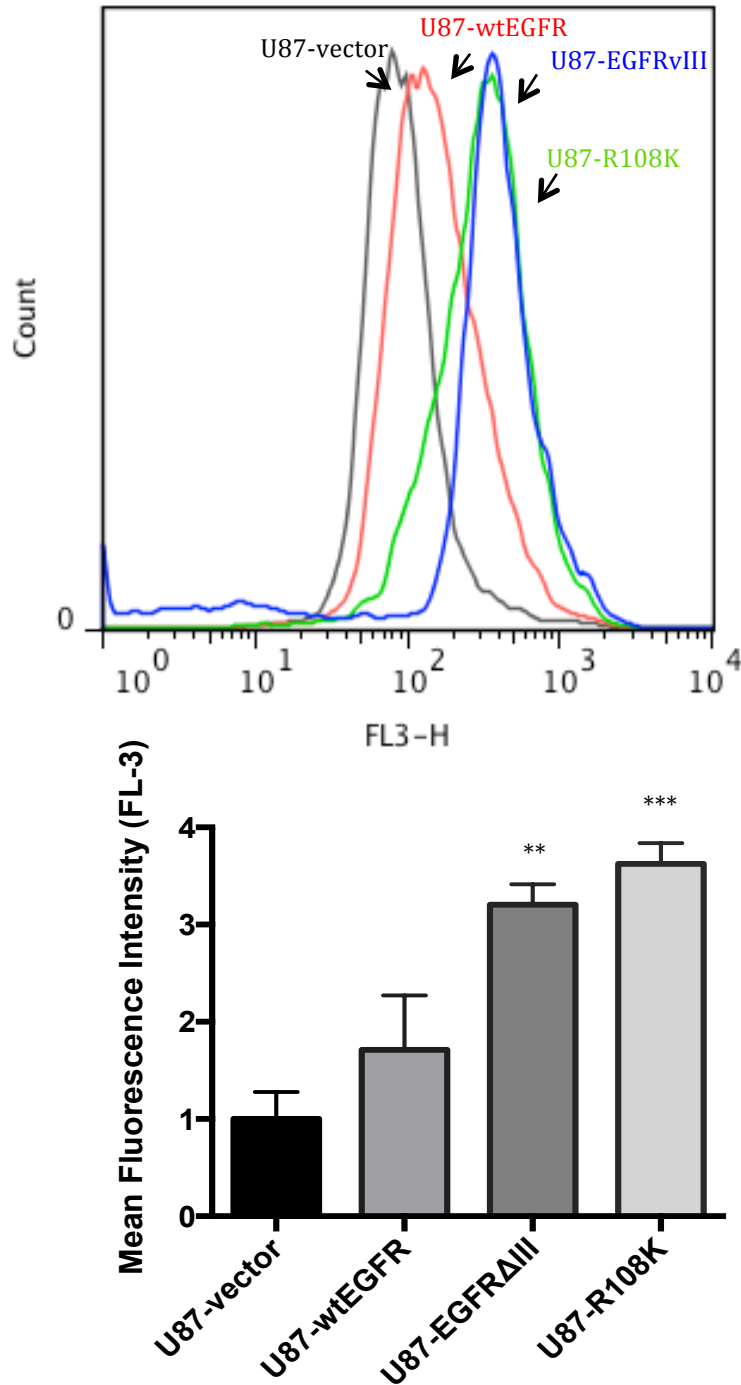 U87-wtEGFR
U87-vector
U87-EGFRvIII
U87-R108K
Count
0
10^0 10^1 10^2 10^3 10^4
FL3-H
Mean Fluorescence Intensity (FL-3)
***
4
**
3
2
1
0
U87-vector
U87-wtEGFR
U87-EGFRΔIII
U87-R108K